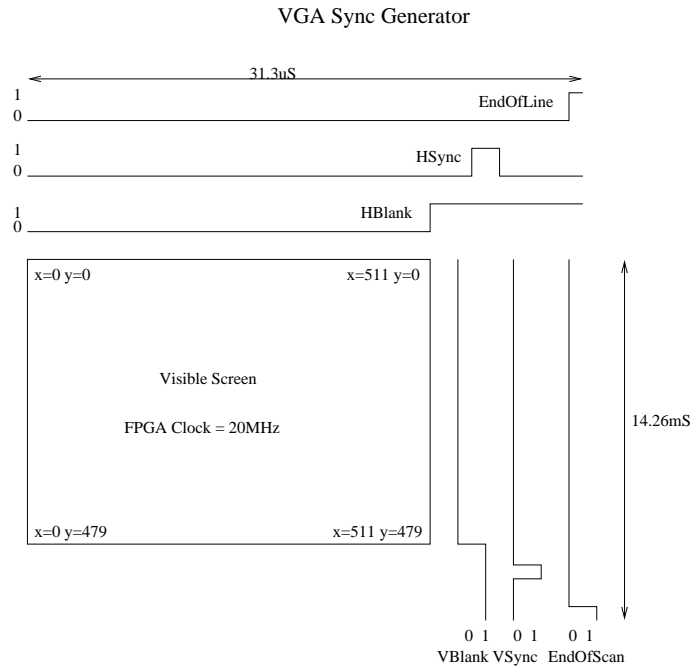 VGA Sync Generator
31.3uS
1
EndOfLine
0
1
HSync
0
1
HBlank
0
x=0 y=0 x=511 y=0
Visible Screen
FPGA Clock = 20MHz
14.26mS
x=0 y=479 x=511 y=479
0 1 0 1 0 1
VBlank VSync EndOfScan